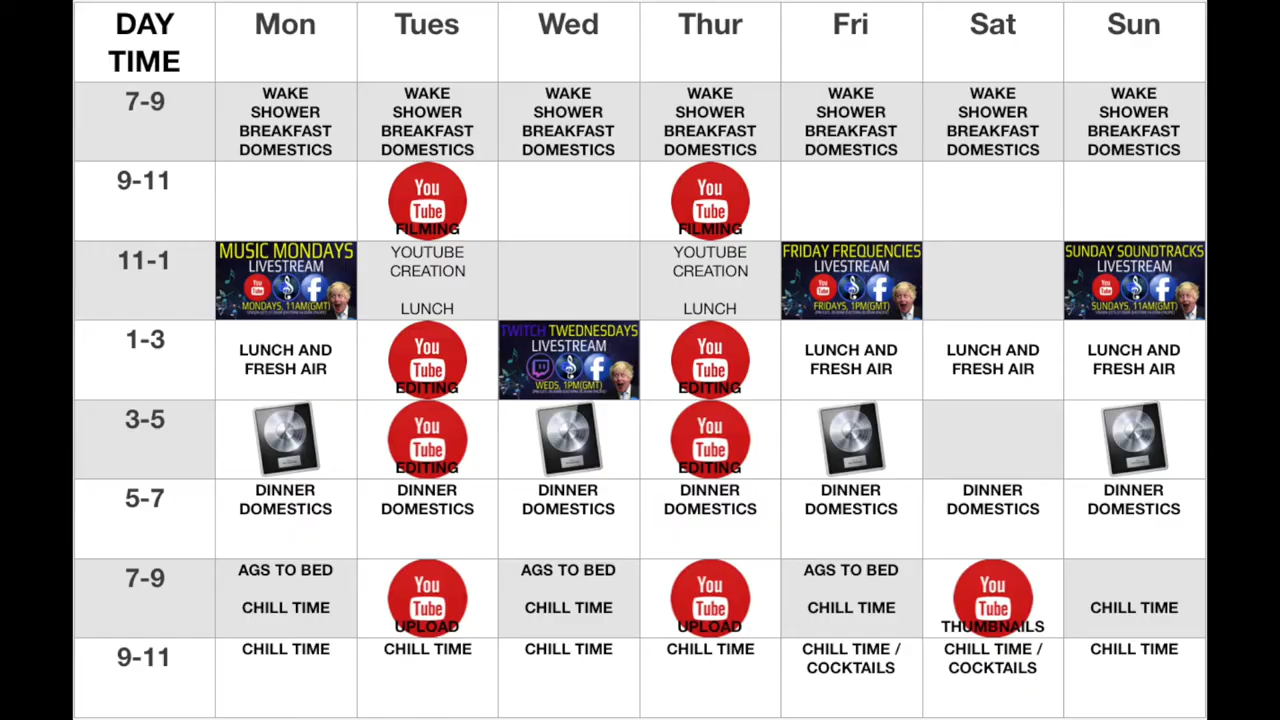 DAY TIME Mon Tues Wed Thur Fri Sat Sun
7-9
WAKE SHOWER BREAKFAST DOMESTICS
WAKE SHOWER BREAKFAST DOMESTICS
WAKE SHOWER BREAKFAST DOMESTICS
WAKE SHOWER BREAKFAST DOMESTICS
WAKE SHOWER BREAKFAST DOMESTICS
WAKE SHOWER BREAKFAST DOMESTICS
WAKE SHOWER BREAKFAST DOMESTICS
9-11
You Tube FILMING
You Tube FILMING
11-1
MUSIC MONDAYS
LIVESTREAM
You Tube
MONDAYS, 11AM(GMT)
YOUTUBE CREATION
LUNCH
YOUTUBE CREATION
LUNCH
FRIDAY FREQUENCIES
LIVESTREAM
You Tube
FRIDAYS, 1PM(GMT)
SUNDAY SOUNDTRACKS
LIVESTREAM
You Tube
SUNDAYS, 11AM(GMT)
1-3
LUNCH AND FRESH AIR
You Tube EDITING
TWITCH TWEDNESDAYS
LIVESTREAM
WEDS, 1PM(GMT)
You Tube EDITING
LUNCH AND FRESH AIR
LUNCH AND FRESH AIR
LUNCH AND FRESH AIR
3-5
You Tube EDITING
You Tube EDITING
5-7
DINNER DOMESTICS
DINNER DOMESTICS
DINNER DOMESTICS
DINNER DOMESTICS
DINNER DOMESTICS
DINNER DOMESTICS
DINNER DOMESTICS
7-9
AGS TO BED
CHILL TIME
You Tube UPLOAD
AGS TO BED
CHILL TIME
You Tube UPLOAD
AGS TO BED
CHILL TIME
You Tube THUMBNAILS
CHILL TIME
9-11
CHILL TIME
CHILL TIME
CHILL TIME
CHILL TIME
CHILL TIME / COCKTAILS
CHILL TIME / COCKTAILS
CHILL TIME